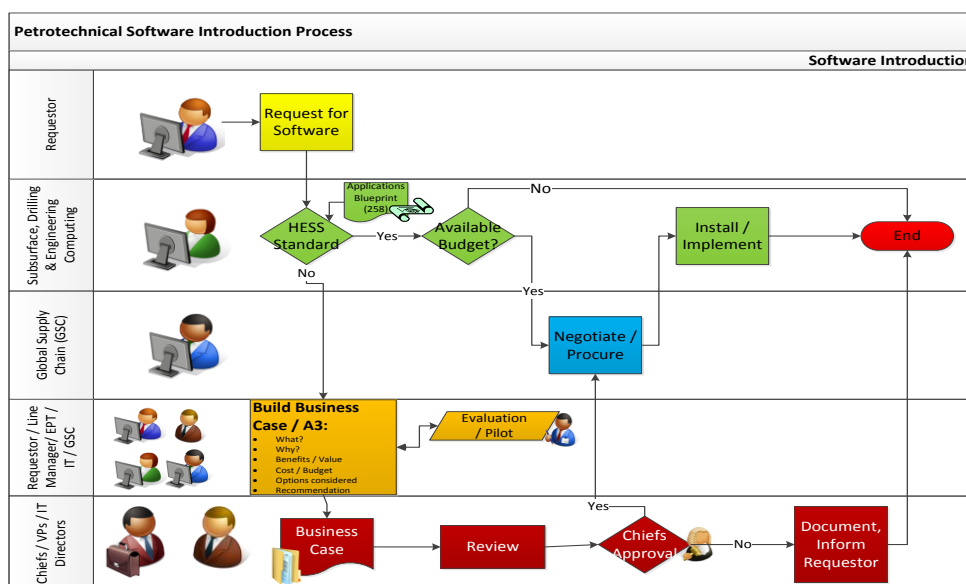 Petrotechnical Software Introduction Process
Software Introduction
Requestor
Request for
Software
Subsurface, Drilling
& Engineering
Computing
Applications
Blueprint
(258)
HESS
Standard
Yes
No
Available
Budget?
No
Yes
Install /
Implement
End
Global Supply
Chain (GSC)
Negotiate /
Procure
Requestor / Line
Manager/ EPT /
IT / GSC
Build Business
Case / A3:
• What?
• Why?
• Benefits / Value
• Cost / Budget
• Options considered
• Recommendation
Evaluation
/ Pilot
Chiefs / VPs / IT
Directors
Business
Case
Review
Yes
Chiefs
Approval
No
Document,
Inform
Requestor